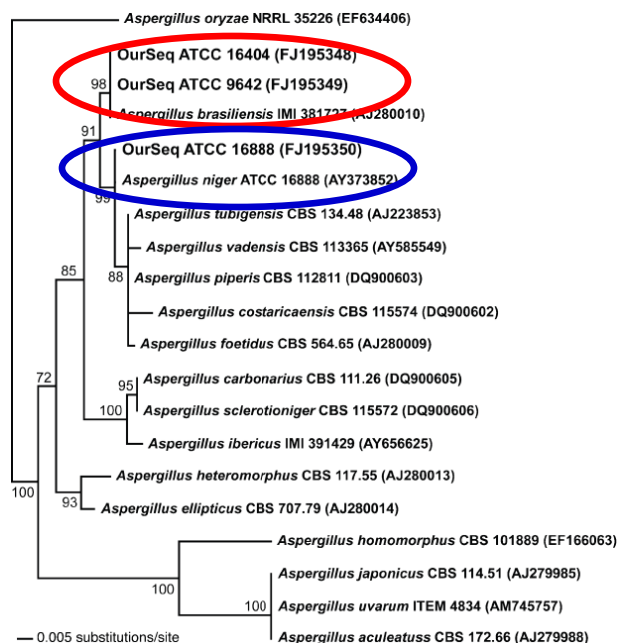 Aspergillus oryzae NRRL 35226 (EF634406)
OurSeq ATCC 16404 (FJ195348)
OurSeq ATCC 9642 (FJ195349)
98
Aspergillus brasiliensis IMI 381727 (AJ280010)
91
OurSeq ATCC 16888 (FJ195350)
Aspergillus niger ATCC 16888 (AY373852)
99
Aspergillus tubigensis CBS 134.48 (AJ223853)
Aspergillus vadensis CBS 113365 (AY585549)
85
88
Aspergillus piperis CBS 112811 (DQ900603)
Aspergillus costaricaensis CBS 115574 (DQ900602)
Aspergillus foetidus CBS 564.65 (AJ280009)
72
95
Aspergillus carbonarius CBS 111.26 (DQ900605)
100
Aspergillus sclerotioniger CBS 115572 (DQ900606)
Aspergillus ibericus IMI 391429 (AY656625)
Aspergillus heteromorphus CBS 117.55 (AJ280013)
100
93
Aspergillus ellipticus CBS 707.79 (AJ280014)
Aspergillus homomorphus CBS 101889 (EF166063)
Aspergillus japonicus CBS 114.51 (AJ279985)
100
Aspergillus uvarum ITEM 4834 (AM745757)
100
Aspergillus aculeatuss CBS 172.66 (AJ279988)
0.005 substitutions/site